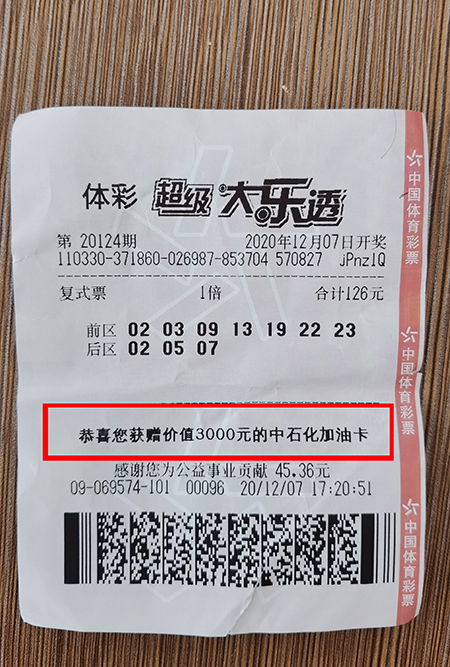 体彩 超级大乐透
第 20124期 2020年12月07日开奖
110330-371860-026987-853704 570827 jPnzlQ
复式票 1倍 合计126元
前区 02 03 09 13 19 22 23
后区 02 05 07
恭喜您获赠价值3000元的中石化加油卡
感谢您为公益事业贡献 45.36元
09-069574-101 00096 20/12/07 17:20:51
中国体育彩票
中国体育彩票
中国体育彩票